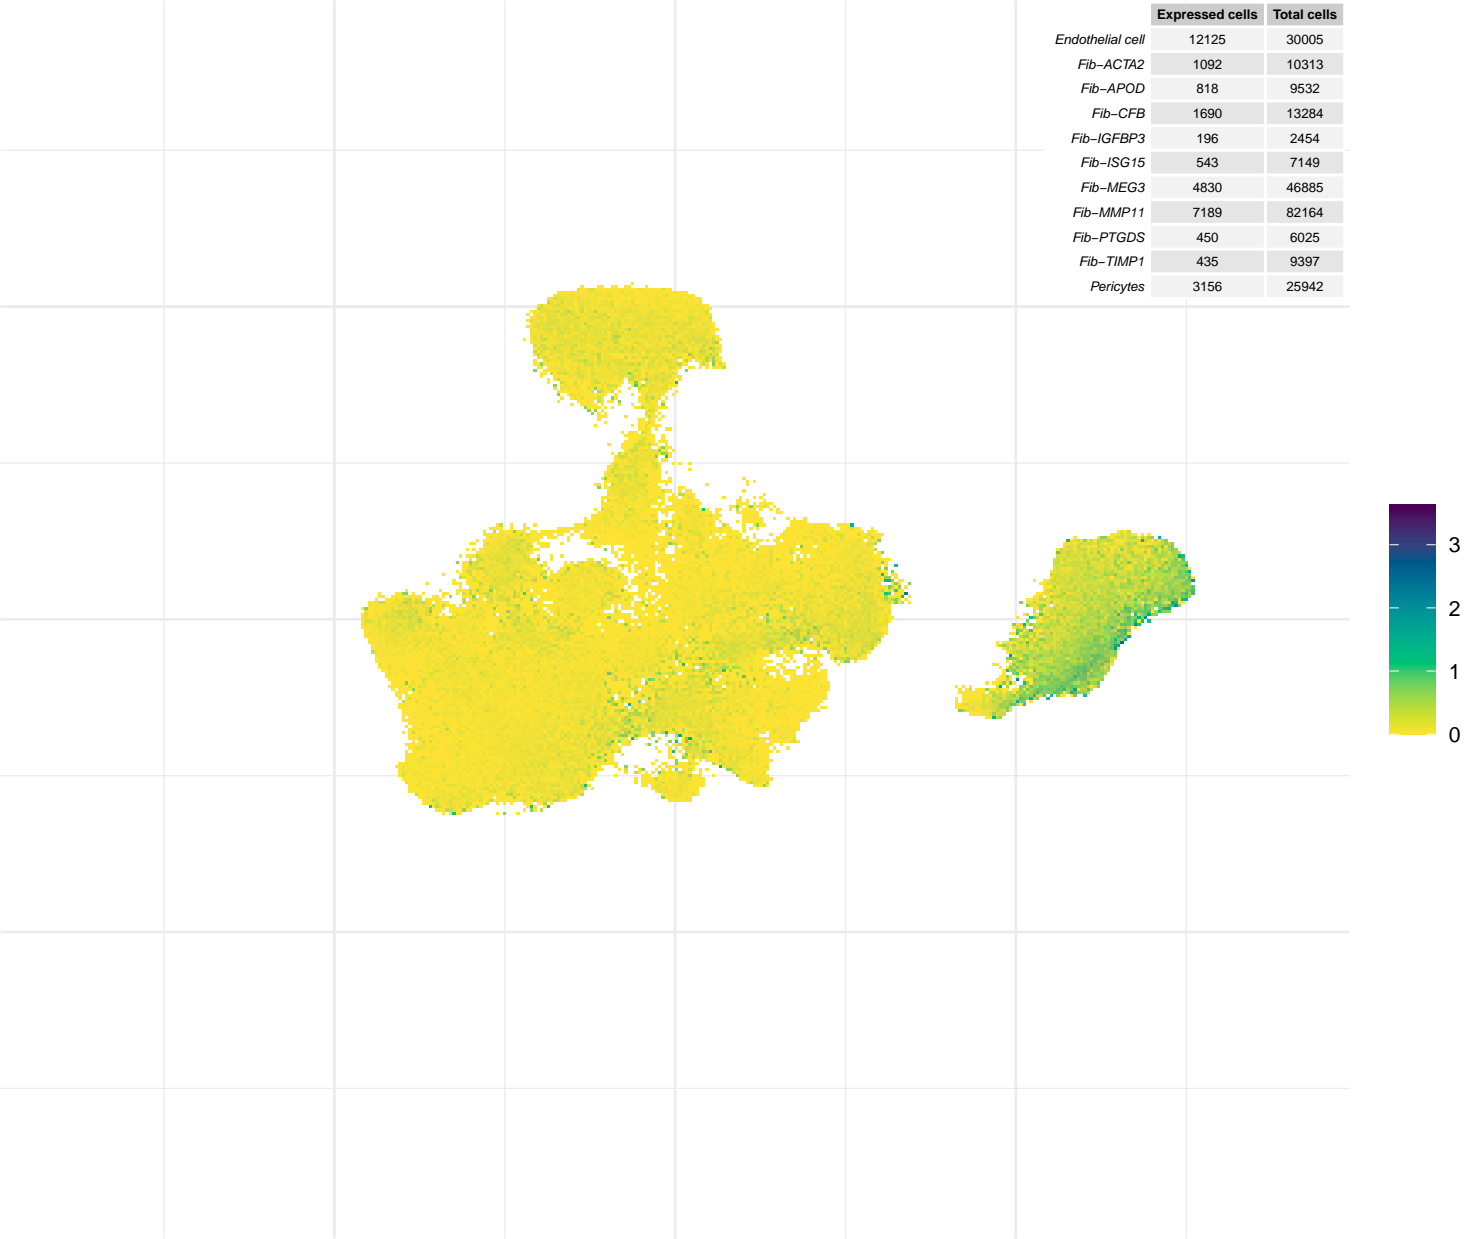 Expressed cells Total cells
Endothelial cell 12125 30005
Fib−ACTA2 1092 10313
Fib−APOD 818 9532
Fib−CFB 1690 13284
Fib−IGFBP3 196 2454
Fib−ISG15 543 7149
Fib−MEG3 4830 46885
Fib−MMP11 7189 82164
Fib−PTGDS 450 6025
Fib−TIMP1 435 9397
Pericytes 3156 25942
3
2
1
0